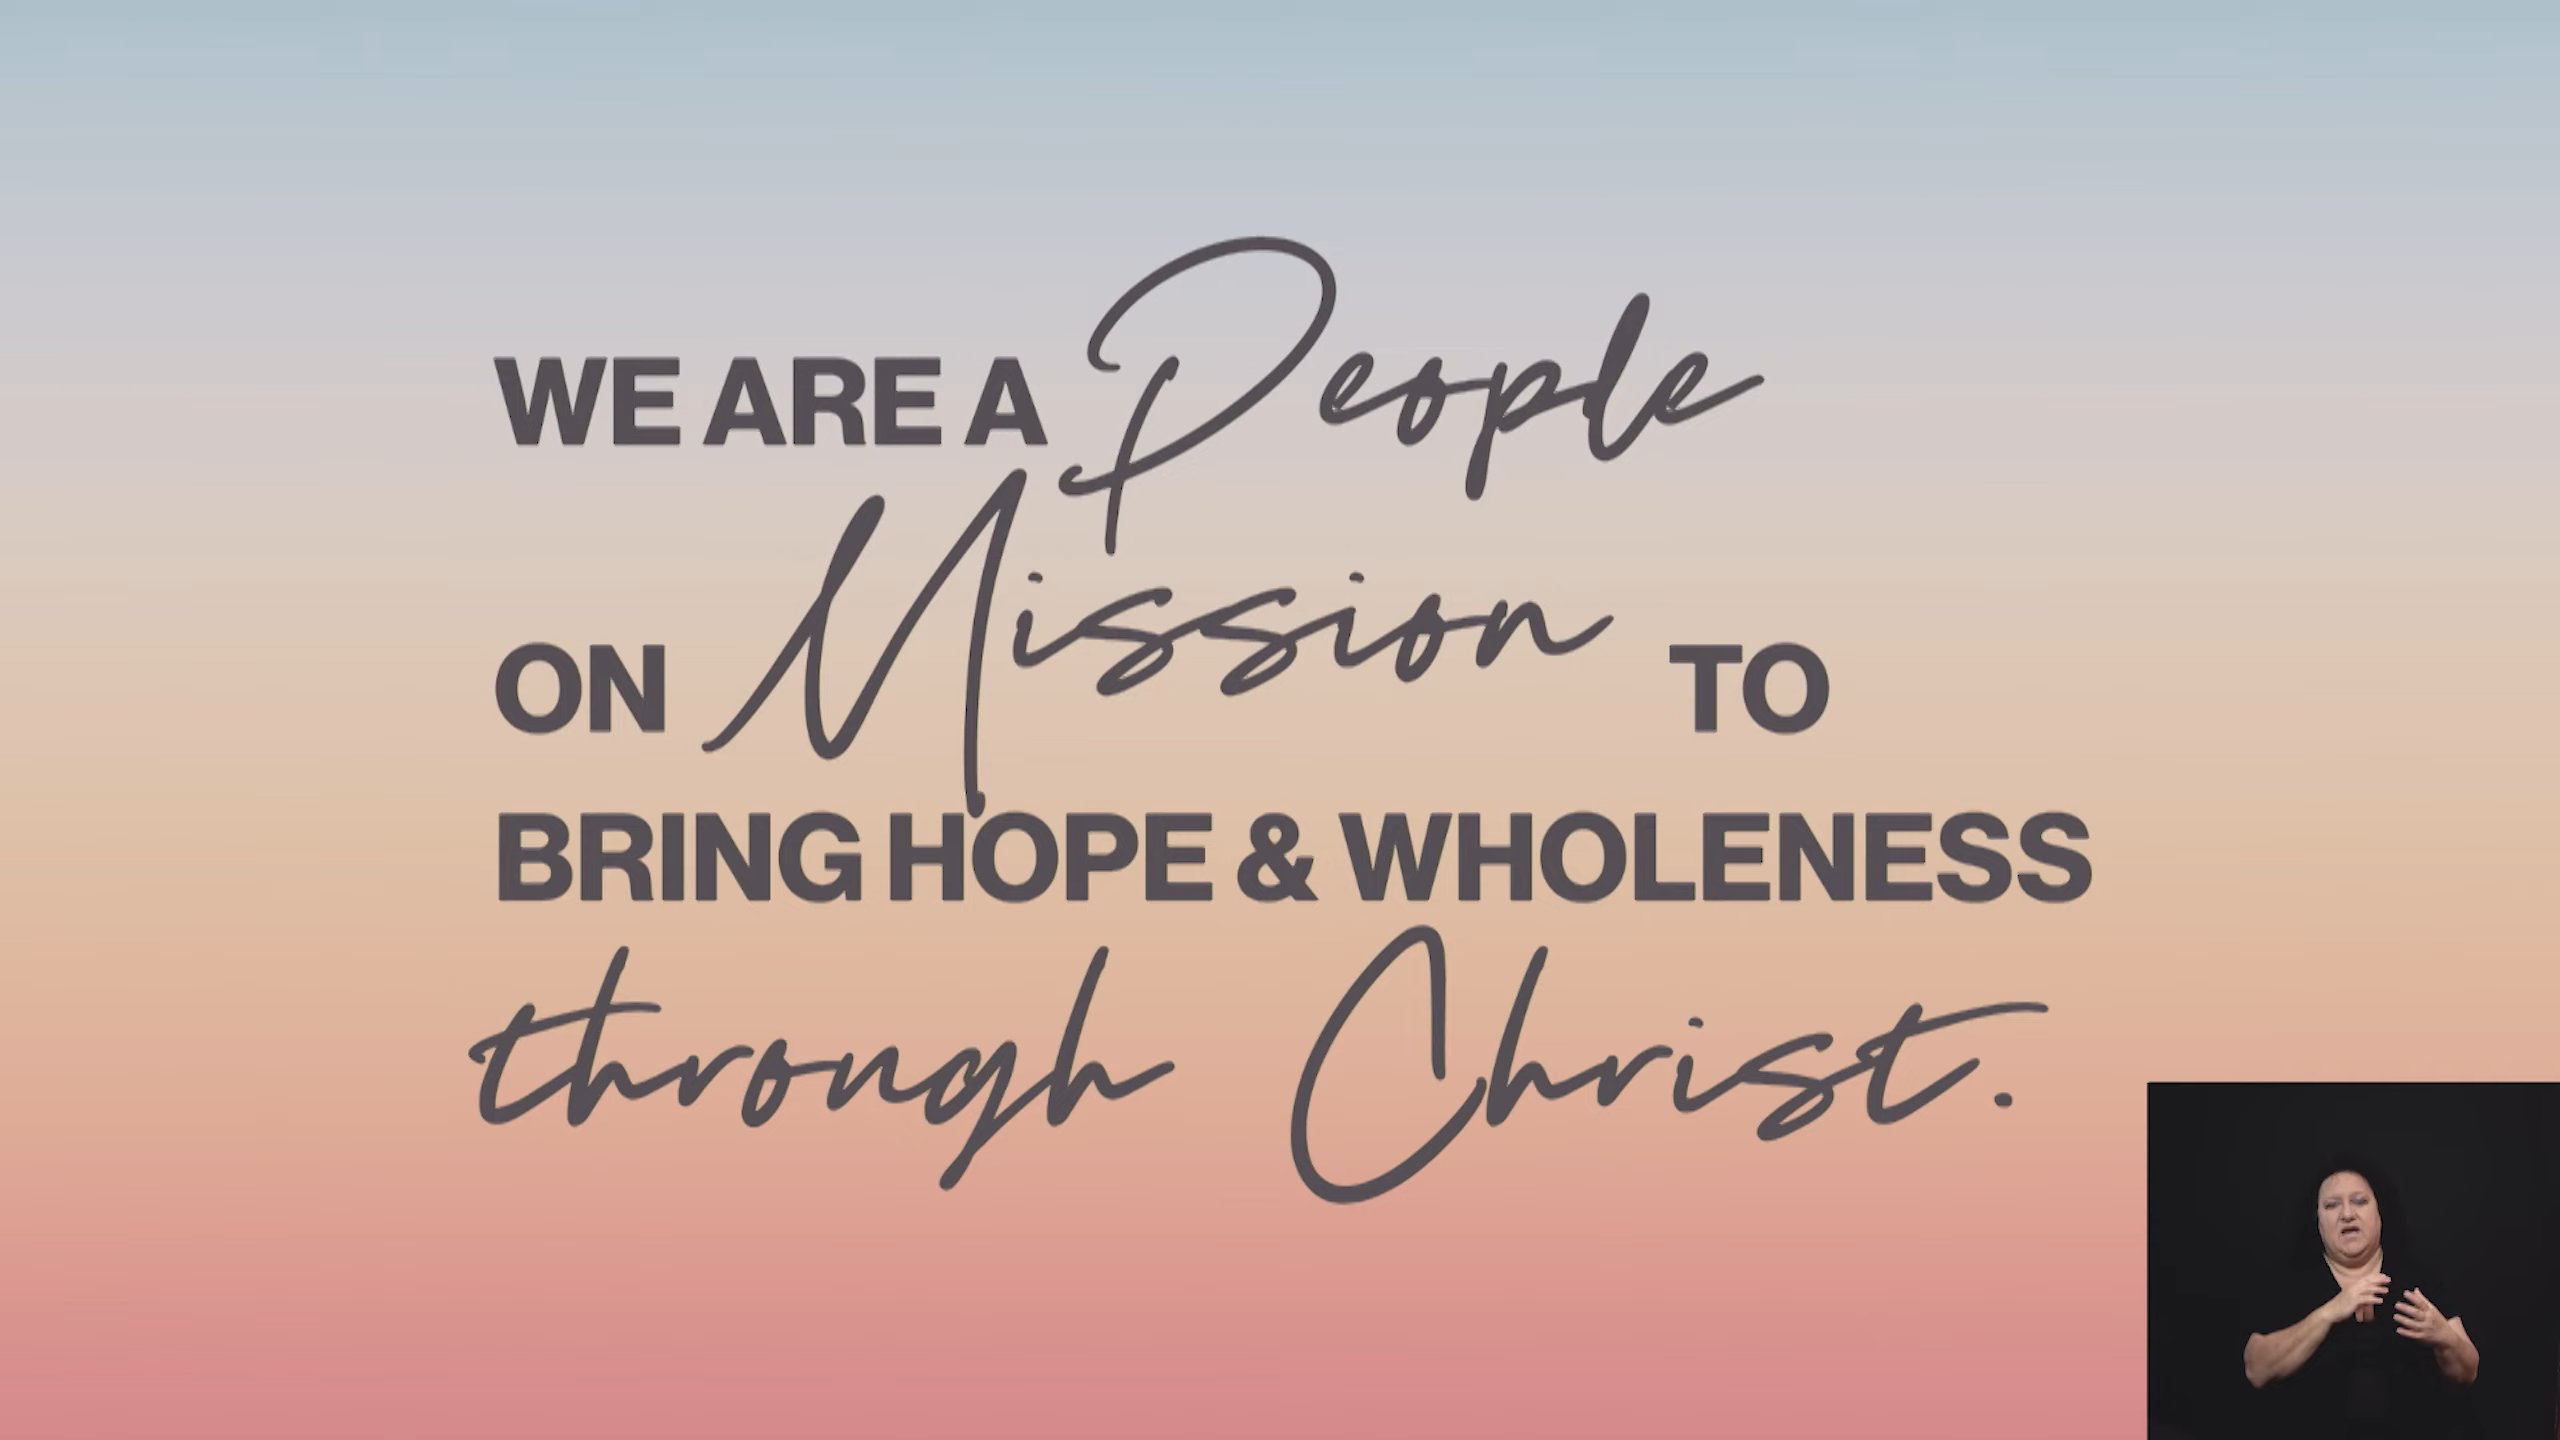 WE ARE A People
ON Mission TO
BRING HOPE & WHOLENESS
through Christ.